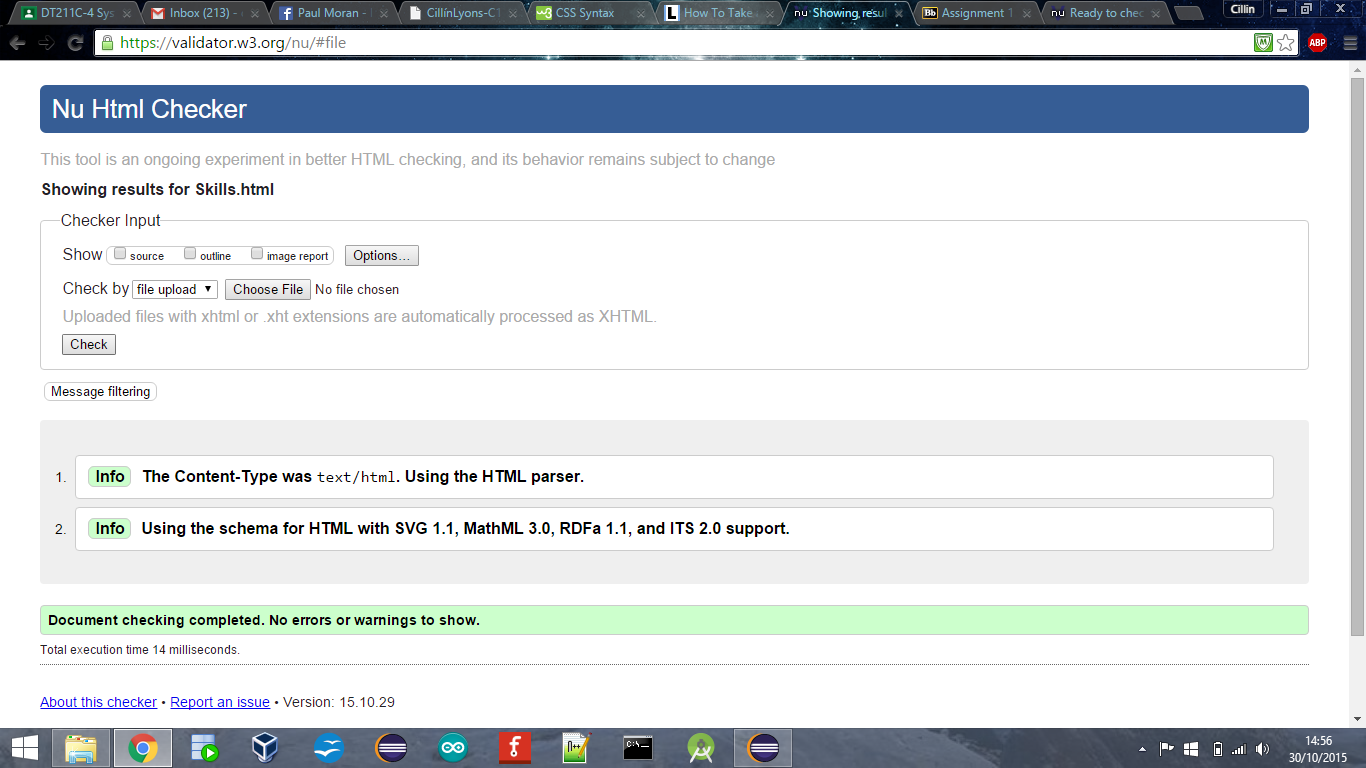 DT211C-4 Sys
Inbox (213) -
Paul Moran -
CillínLyons-C1
CSS Syntax
How To Take
Showing resul
Assignment 1
Ready to chec
Cillin
https://validator.w3.org/nu/#file
ABP
Nu Html Checker
This tool is an ongoing experiment in better HTML checking, and its behavior remains subject to change
Showing results for Skills.html
Checker Input
Show source outline image report Options...
Check by file upload Choose File No file chosen
Uploaded files with xhtml or .xht extensions are automatically processed as XHTML.
Check
Message filtering
1. Info The Content-Type was text/html. Using the HTML parser.
2. Info Using the schema for HTML with SVG 1.1, MathML 3.0, RDFa 1.1, and ITS 2.0 support.
Document checking completed. No errors or warnings to show.
Total execution time 14 milliseconds.
About this checker • Report an issue • Version: 15.10.29
14:56
30/10/2015